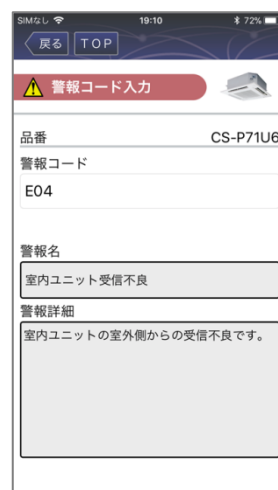 SIMなし 19:10 72%
戻る TOP
警報コード入力
品番 CS-P71U6
警報コード
E04
警報名
室内ユニット受信不良
警報詳細
室内ユニットの室外側からの受信不良です。